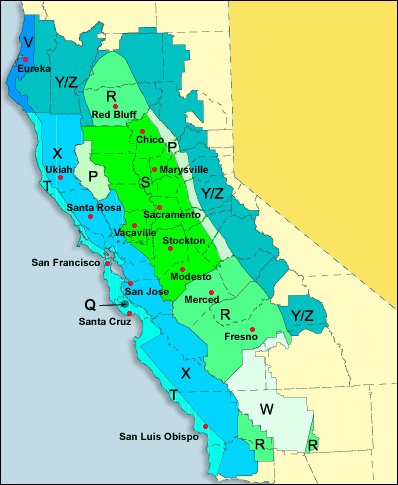 V
Eureka
Y/Z
R
Red Bluff
Chico
P
X
Ukiah
P
Marysville
T
S
Y/Z
Santa Rosa
Sacramento
Vacaville
Stockton
San Francisco
Modesto
San Jose
Merced
Q
R
Y/Z
Santa Cruz
Fresno
X
T
W
San Luis Obispo
R
R